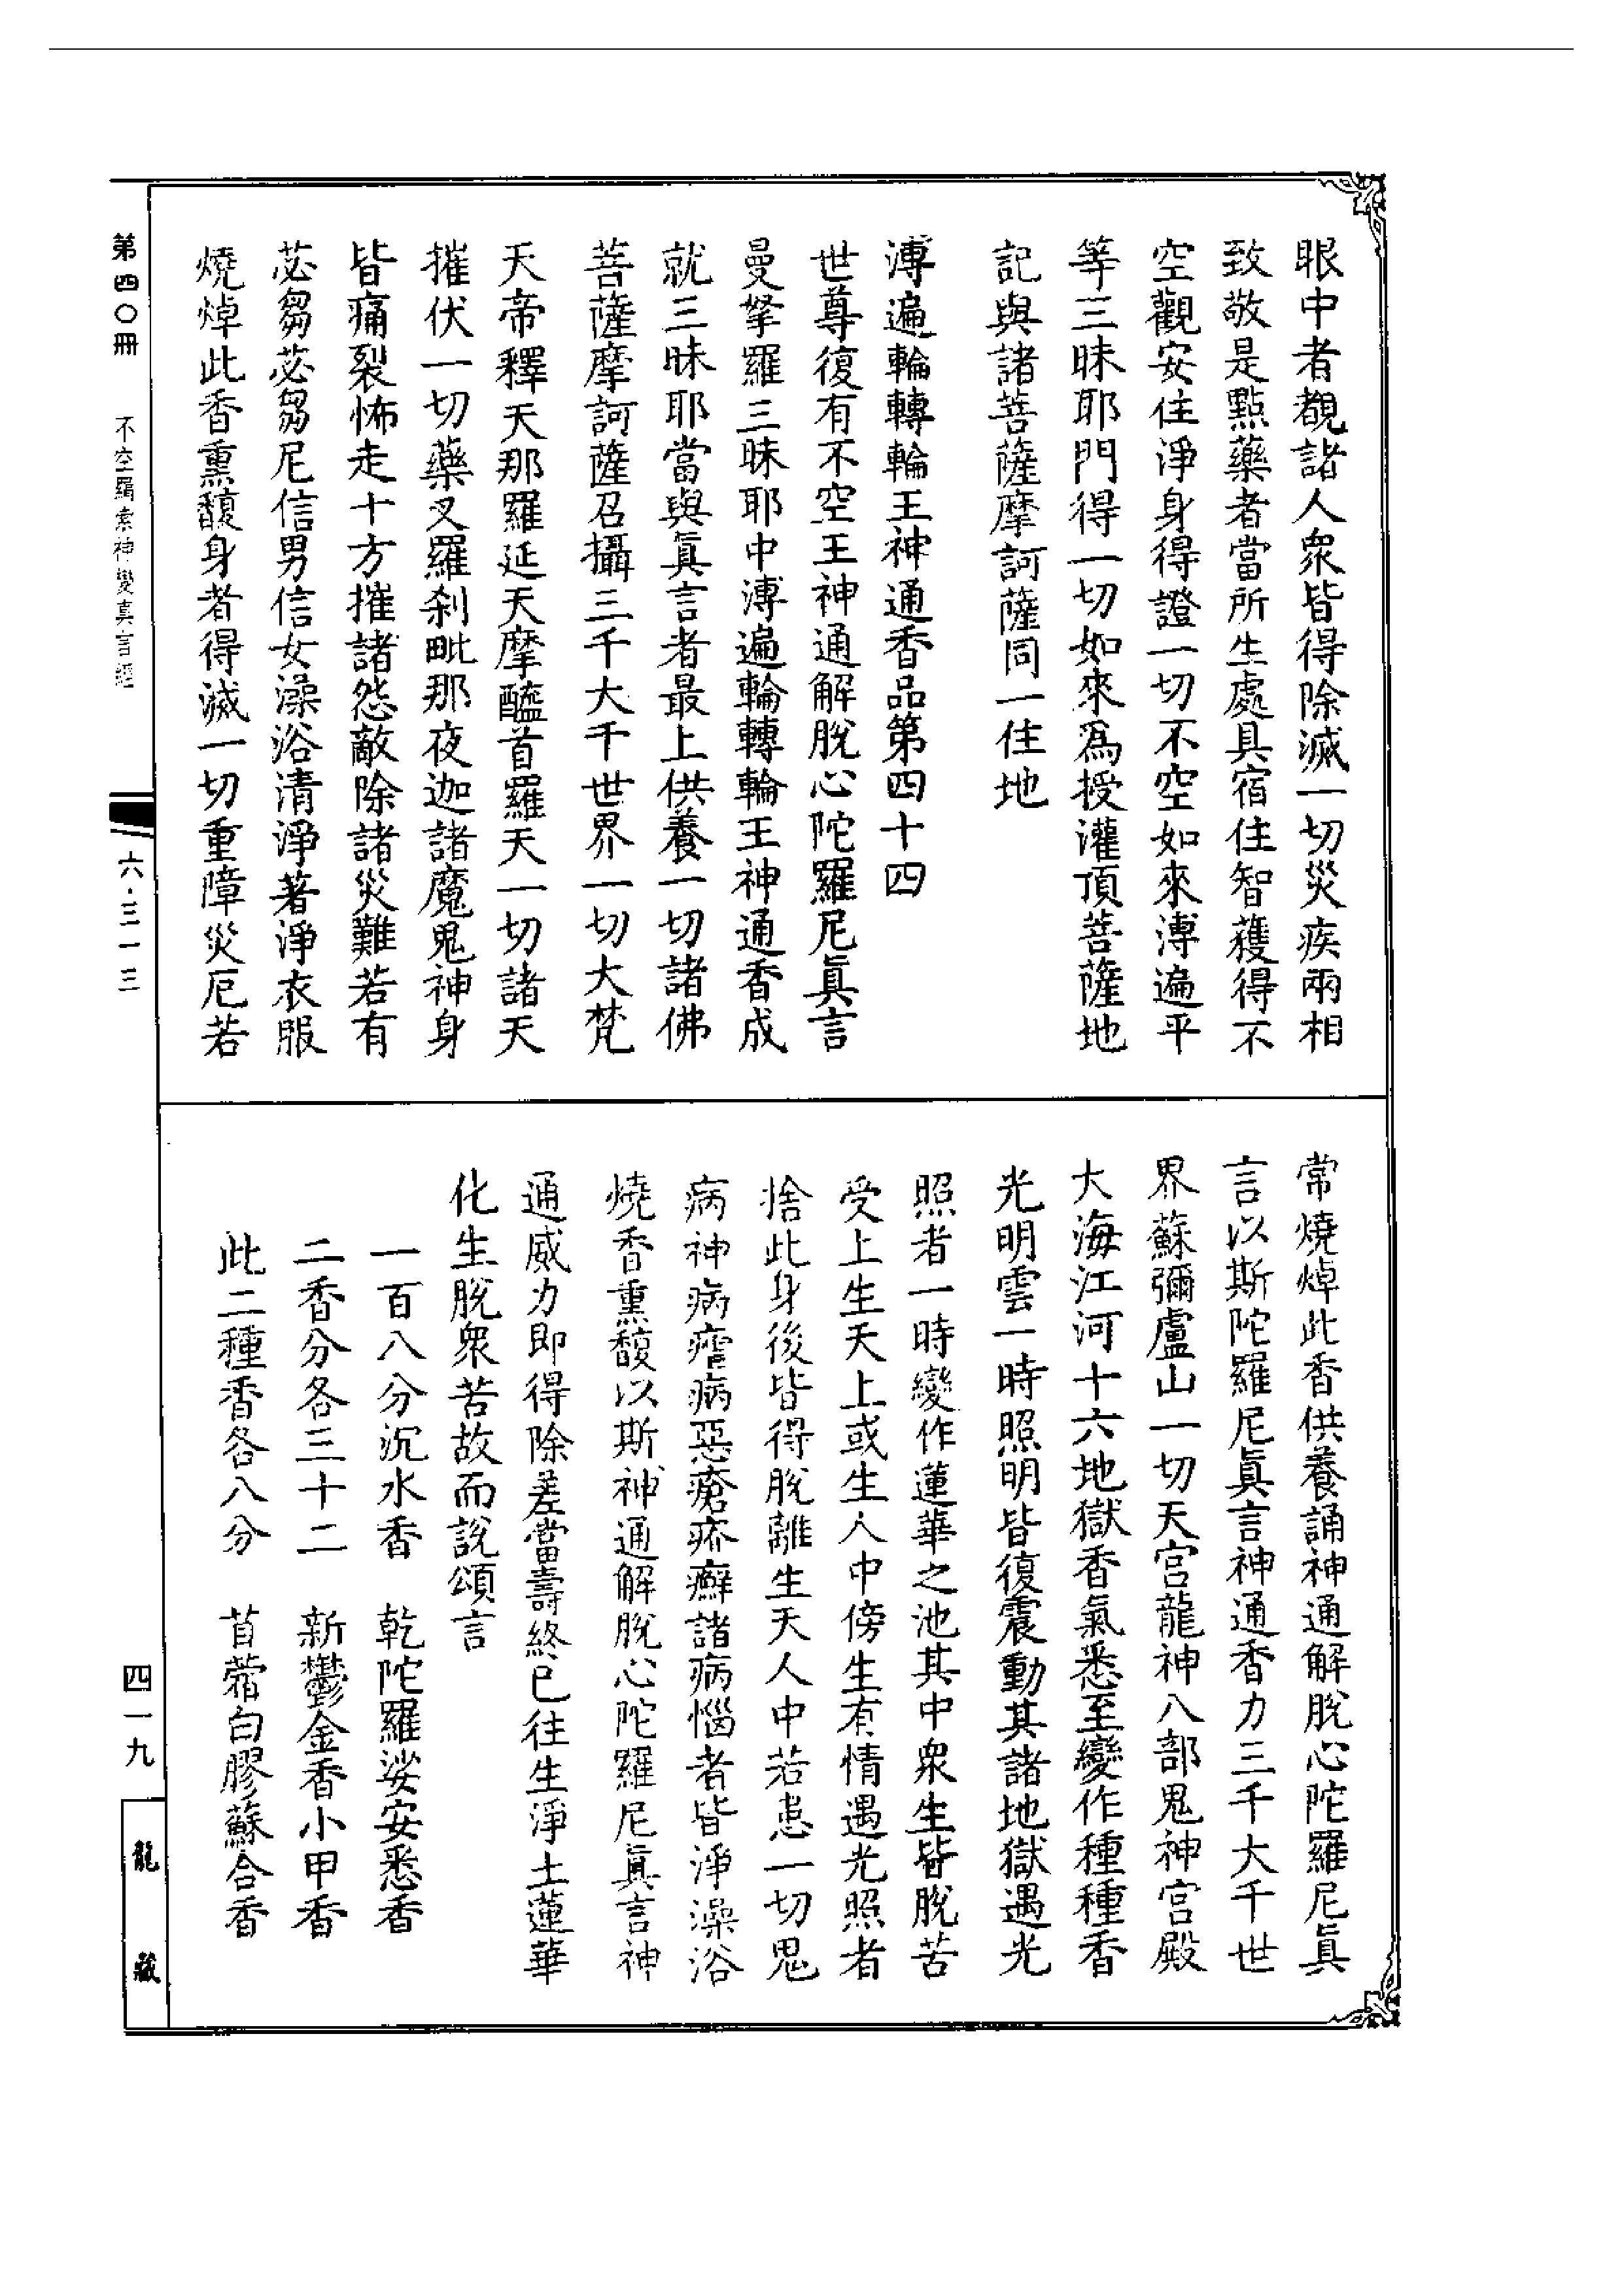 眼中者覩諸人衆皆得除滅一切災疾兩相
致敬是點藥者當所生處具宿住智獲得不
空觀安住淨身得證一切不空如來溥遍平
等三昧耶門得一切如來爲授灌頂菩薩地
記與諸菩薩摩訶薩同一住地
溥遍輪轉輪王神通香品第四十四
世尊復有不空王神通解脫心陀羅尼眞言
曼拏羅三昧耶中溥遍輪轉輪王神通香成
就三昧耶當與眞言者最上供養一切諸佛
菩薩摩訶薩召攝三千大千世界一切大梵
天帝釋天那羅延天摩醯首羅天一切諸天
摧伏一切藥叉羅刹毗那夜迦諸魔鬼神身
皆痛裂怖走十方摧諸怨敵除諸災難若有
苾芻苾芻尼信男信女澡浴清淨著淨衣服
燒焯此香熏馥身者得滅一切重障災厄若
常燒焯此香供養誦神通解脫心陀羅尼眞
言以斯陀羅尼眞言神通香力三千大千世
界蘇彌盧山一切天宮龍神八部鬼神宮殿
大海江河十六地獄香氣悉至變作種種香
光明雲一時照明皆復震動其諸地獄遇光
照者一時變作蓮華之池其中衆生皆脫苦
受上生天上或生人中傍生有情遇光照者
捨此身後皆得脫離生天人中若患一切鬼
病神病瘧病惡瘡疥癬諸病惱者皆淨澡浴
燒香熏馥以斯神通解脫心陀羅尼眞言神
通威力即得除差當壽終已往生淨土蓮華
化生脫衆苦故而說頌言
一百八分沉水香　乾陀羅娑安悉香
二香分各三十二　新鬱金香小甲香
此二種香各八分　苜蓿白膠蘇合香
第四〇冊　不空羂索神變真言經
六·三一三
四一九
龍藏